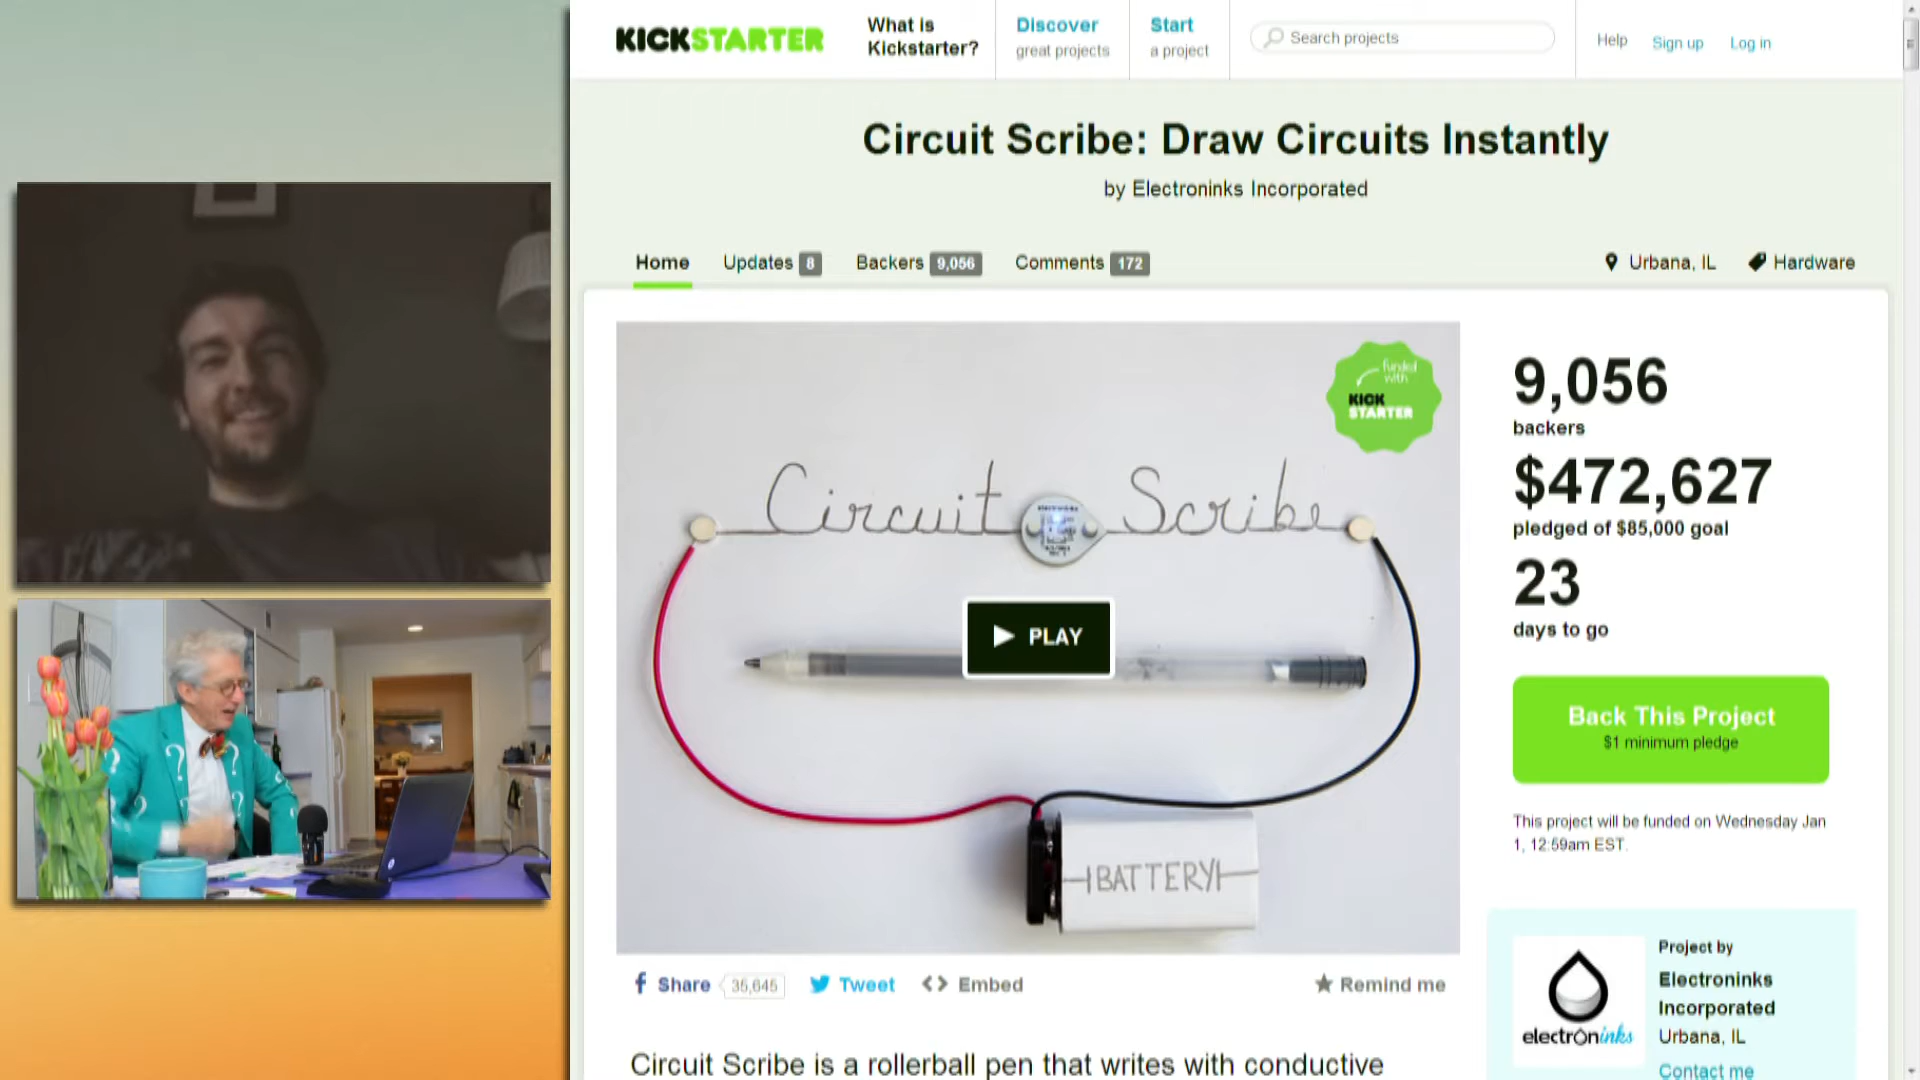 KICKSTARTER
What is
Kickstarter?
Discover
great projects
Start
a project
Search projects
Help
Sign up
Log in
Circuit Scribe: Draw Circuits Instantly
by Electroninks Incorporated
Home
Updates 8
Backers 9,056
Comments 172
Urbana, IL
Hardware
funded
with
KICK
STARTER
Circuit Scribe
PLAY
BATTERY
9,056
backers
$472,627
pledged of $85,000 goal
23
days to go
Back This Project
$1 minimum pledge
This project will be funded on Wednesday Jan
1, 12:59am EST.
Share 35,645
Tweet
Embed
Remind me
Project by
Electroninks
Incorporated
Urbana, IL
Contact me
electroninks
Circuit Scribe is a rollerball pen that writes with conductive
? ? ? ?